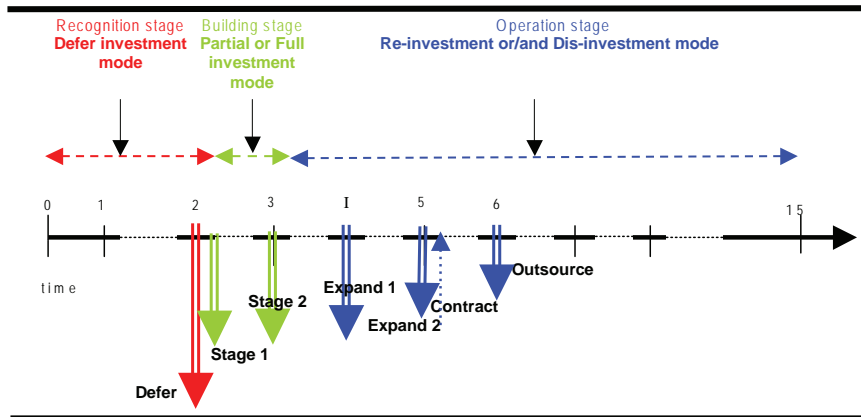 Recognition stage
Defer investment
mode
Building stage
Partial or Full
investment
mode
Operation stage
Re-investment or/and Dis-investment mode
0 1 2 3 I 5 6 15
time
Outsource
Expand 1
Stage 2
Contract
Expand 2
Stage 1
Defer